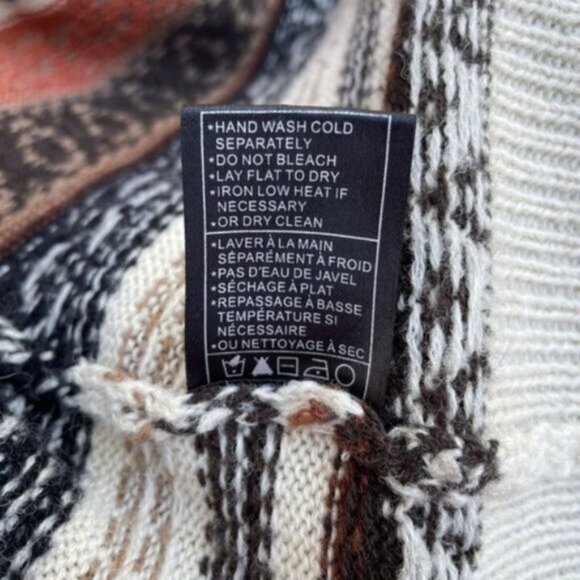 *HAND WASH COLD
SEPARATELY
*DO NOT BLEACH
*LAY FLAT TO DRY
*IRON LOW HEAT IF
NECESSARY
*OR DRY CLEAN
*LAVER À LA MAIN
SÉPARÉMENT À FROID
*PAS D'EAU DE JAVEL
*SÉCHAGE À PLAT
*REPASSAGE À BASSE
TEMPÉRATURE SI
NÉCESSAIRE
*OU NETTOYAGE À SEC